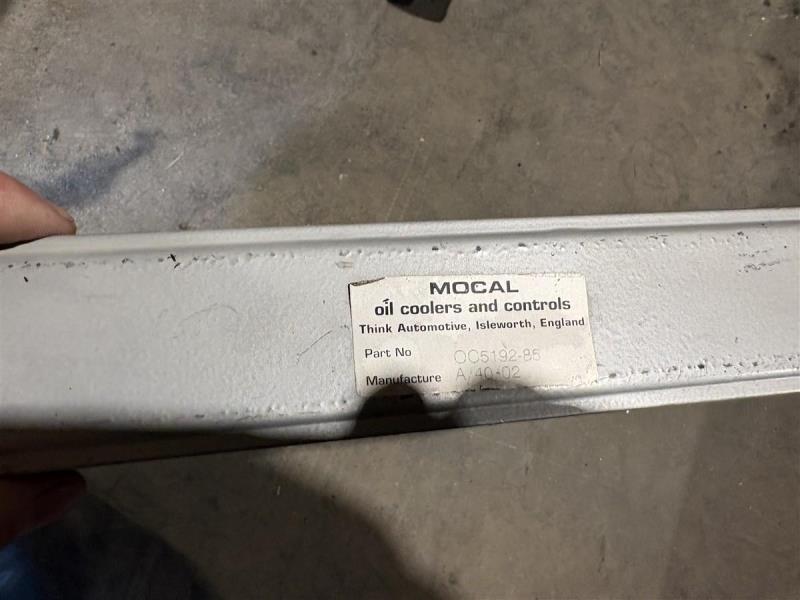 MOCAL
oil coolers and controls
Think Automotive, Isleworth, England
Part No OC5192-85
Manufacture A/40-02